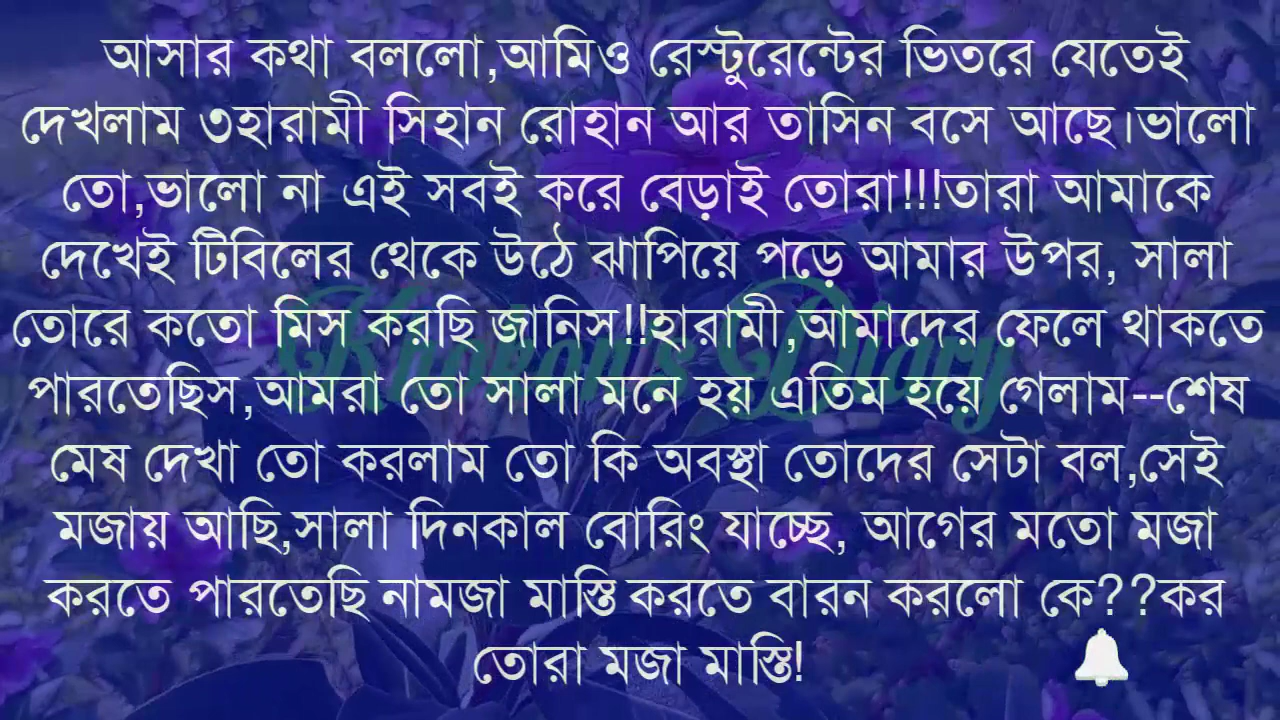 আসার কথা বললো,আমিও রেস্টুরেন্টের ভিতরে যেতেই
দেখলাম ৩হারামী সিহান রোহান আর তাসিন বসে আছে।ভালো
তো,ভালো না এই সবই করে বেড়াই তোরা!!!তারা আমাকে
দেখেই টিবিলের থেকে উঠে ঝাপিয়ে পড়ে আমার উপর, সালা
তোরে কতো মিস করছি জানিস!!হারামী,আমাদের ফেলে থাকতে
পারতেছিস,আমরা তো সালা মনে হয় এতিম হয়ে গেলাম--শেষ
মেষ দেখা তো করলাম তো কি অবস্থা তোদের সেটা বল,সেই
মজায় আছি,সালা দিনকাল বোরিং যাচ্ছে, আগের মতো মজা
করতে পারতেছি নামজা মাস্তি করতে বারন করলো কে??কর
তোরা মজা মাস্তি!
Khokon's Diary